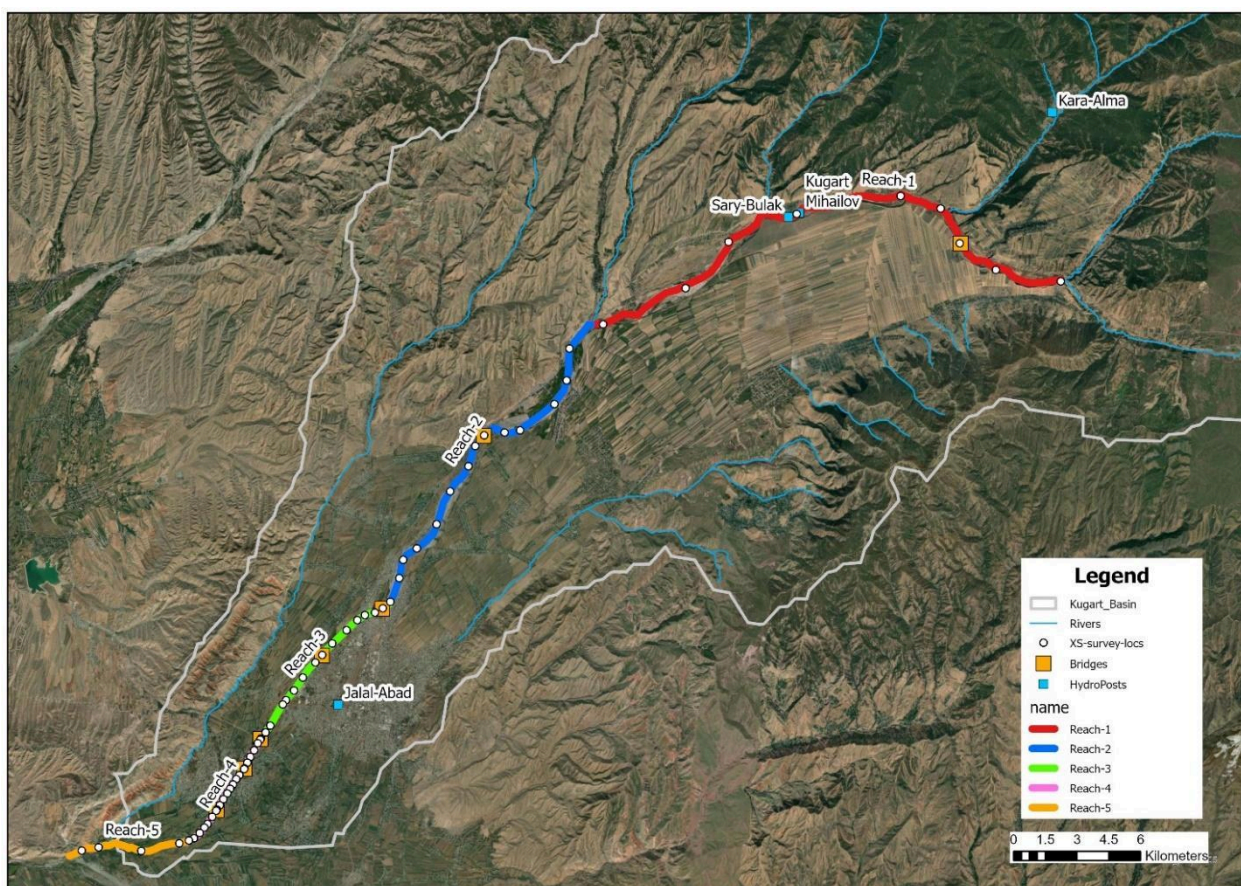 Kara-Alma
Kugart
Mihailov
Reach-1
Sary-Bulak
Reach-2
Reach-3
Jalal-Abad
Reach-4
Reach-5
Legend
Kugart_Basin
Rivers
XS-survey-locs
Bridges
HydroPosts
name
Reach-1
Reach-2
Reach-3
Reach-4
Reach-5
0 1.5 3 4.5 6
Kilometers